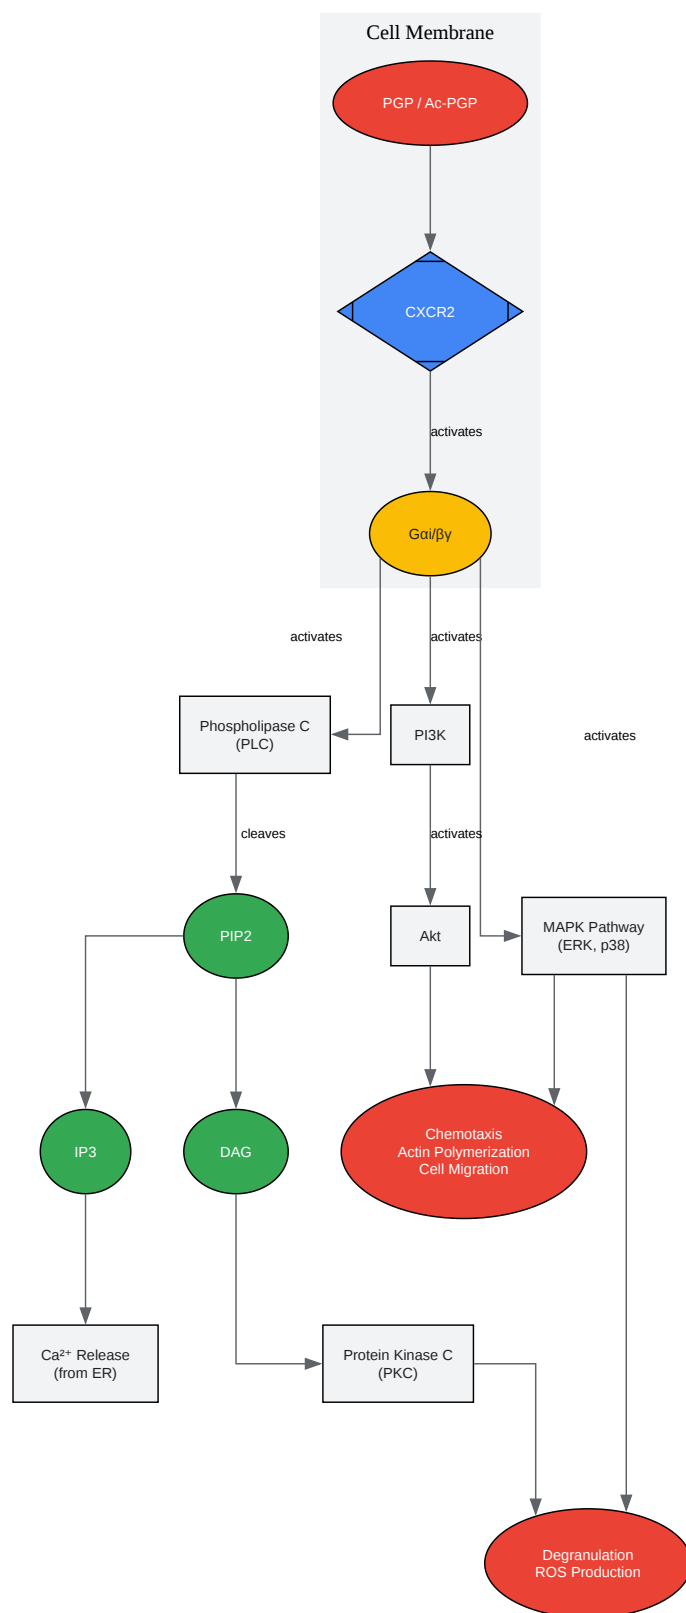 Cell Membrane
PGP / Ac-PGP
CXCR2
activates
Gαi/βγ
activates
activates
Phospholipase C
(PLC)
PI3K
activates
cleaves
activates
PIP2
Akt
MAPK Pathway
(ERK, p38)
IP3
DAG
Chemotaxis
Actin Polymerization
Cell Migration
Ca²⁺ Release
(from ER)
Protein Kinase C
(PKC)
Degranulation
ROS Production